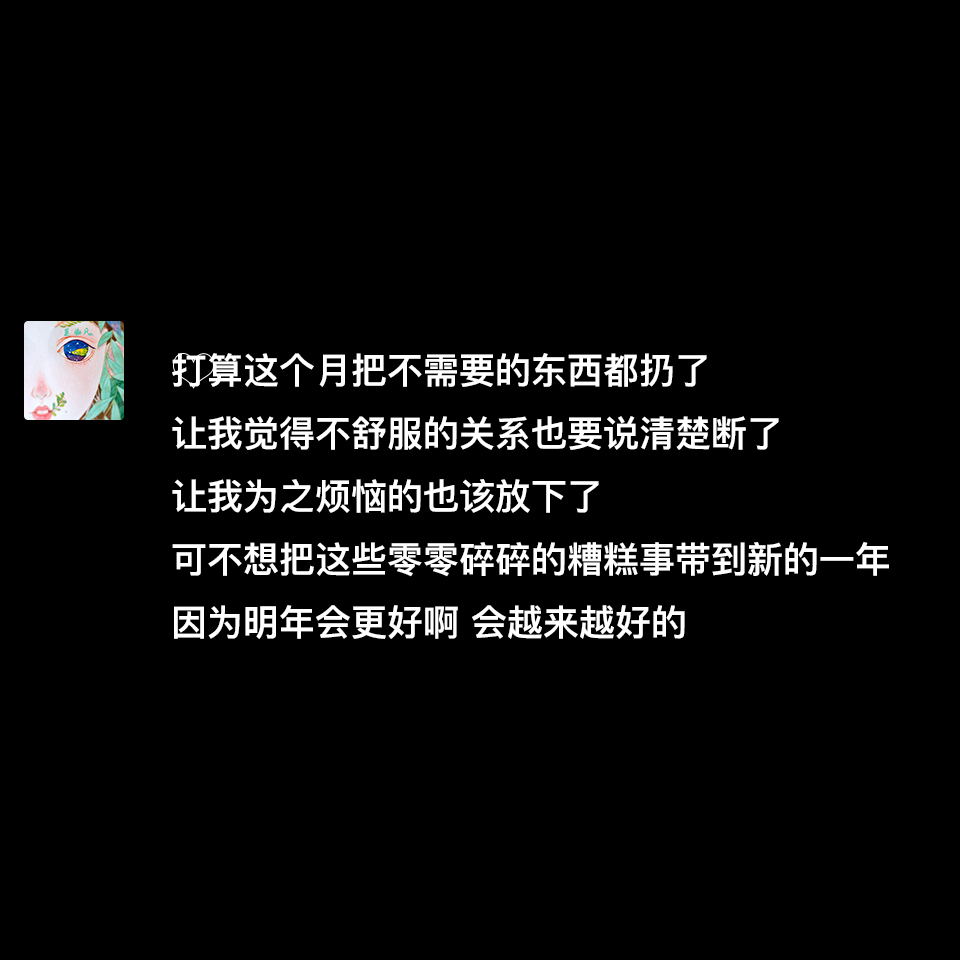 打算这个月把不需要的东西都扔了
让我觉得不舒服的关系也要说清楚断了
让我为之烦恼的也该放下了
可不想把这些零零碎碎的糟糕事带到新的一年
因为明年会更好啊 会越来越好的